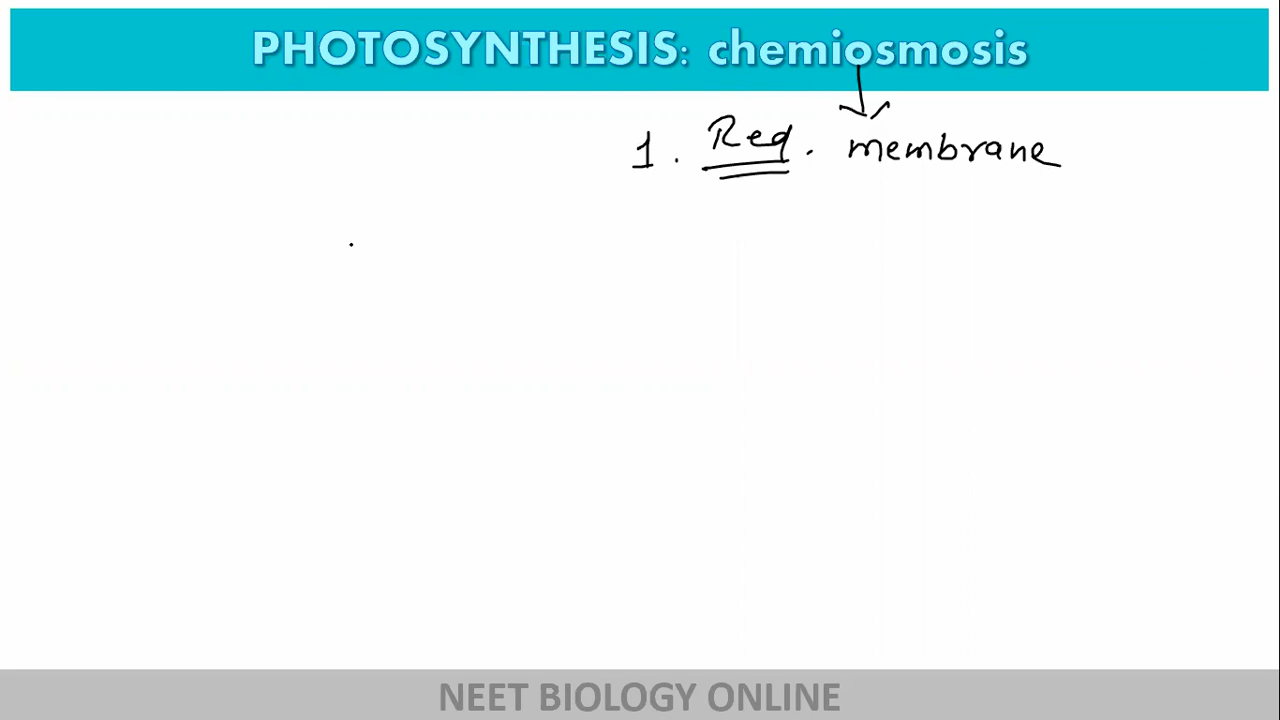 PHOTOSYNTHESIS: chemiosmosis
1. Req. membrane
NEET BIOLOGY ONLINE